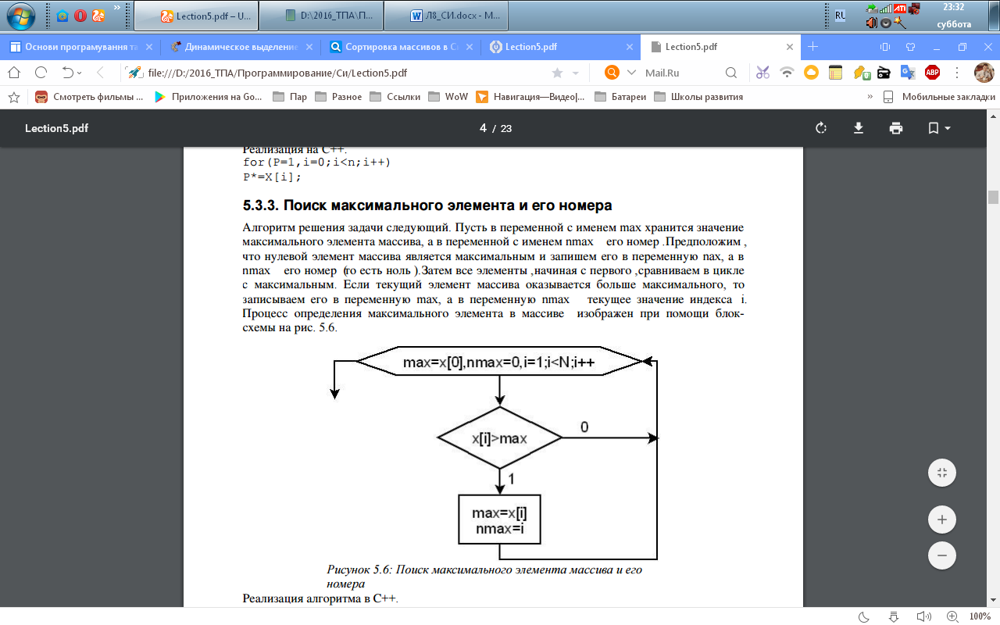 Lection5.pdf – U...
D:\2016_ТПА\П...
Л8_СИ.docx - M...
RU
ATI
23:32
суббота
Основи програмування та
Динамическое выделение
Сортировка массивов в С
Lection5.pdf
Lection5.pdf
file:///D:/2016_ТПА/Программирование/Си/Lection5.pdf
Mail.Ru
ABP
Смотреть фильмы ...
Приложения на Go...
Пар
Разное
Ссылки
WoW
Навигация—Видео|...
Батареи
Школы развития
»
Мобильные закладки
Lection5.pdf
4 / 23
Реализация на C++.
for(P=1,i=0;i<n;i++)
P*=X[i];
5.3.3. Поиск максимального элемента и его номера
Алгоритм решения задачи следующий. Пусть в переменной с именем max хранится значение
максимального элемента массива, а в переменной с именем nmax его номер .Предположим ,
что нулевой элемент массива является максимальным и запишем его в переменную nax, а в
nmax его номер (то есть ноль ).Затем все элементы ,начиная с первого ,сравниваем в цикле
с максимальным. Если текущий элемент массива оказывается больше максимального, то
записываем его в переменную max, а в переменную nmax текущее значение индекса i.
Процесс определения максимального элемента в массиве изображен при помощи блок-
схемы на рис. 5.6.
max=x[0],nmax=0,i=1;i<N;i++
x[i]>max
0
1
max=x[i]
nmax=i
Рисунок 5.6: Поиск максимального элемента массива и его
номера
Реализация алгоритма в C++.
100%